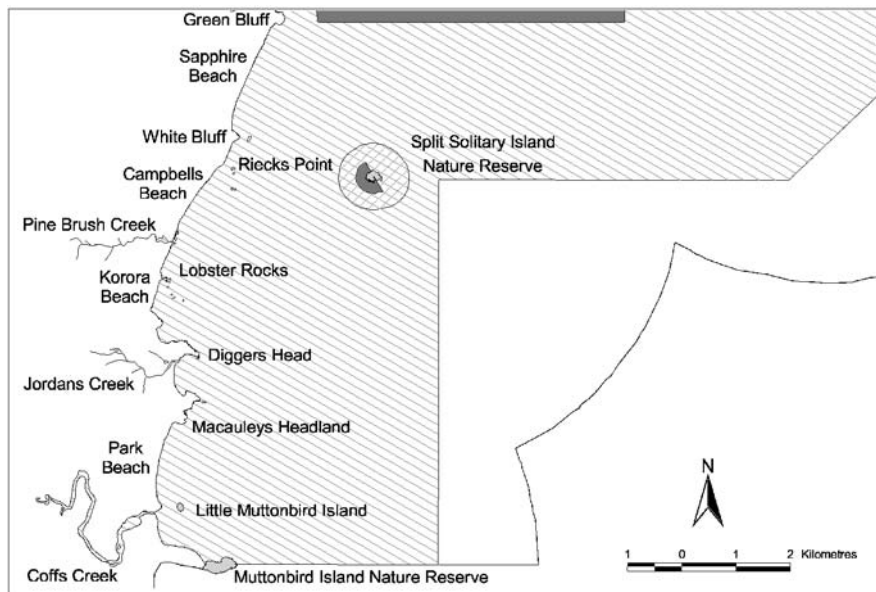 Green Bluff
Sapphire
Beach
White Bluff
Split Solitary Island
Nature Reserve
Riecks Point
Campbells
Beach
Pine Brush Creek
Lobster Rocks
Korora
Beach
Diggers Head
Jordans Creek
Macauleys Headland
Park
Beach
N
Little Muttonbird Island
1 0 1 2 Kilometres
Coffs Creek
Muttonbird Island Nature Reserve